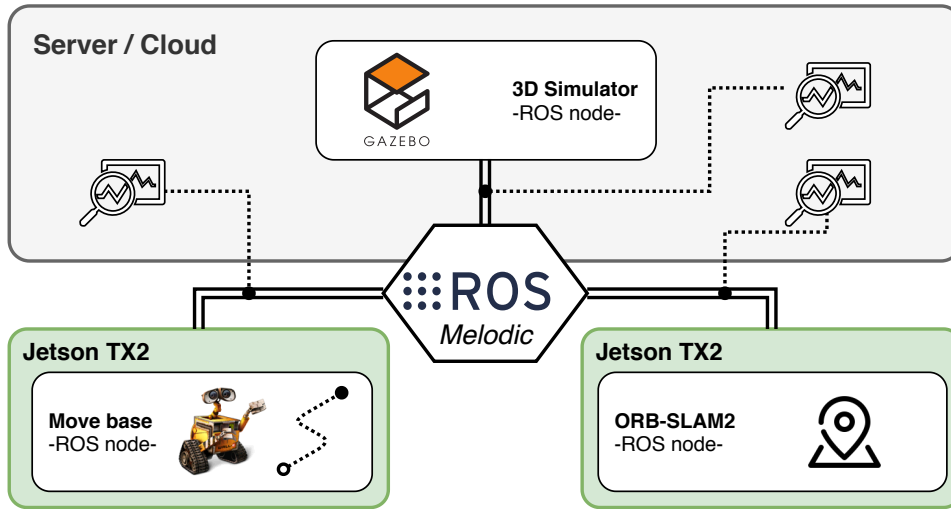 Server / Cloud
3D Simulator
-ROS node-
GAZEBO
ROS
Melodic
Jetson TX2
Move base
-ROS node-
Jetson TX2
ORB-SLAM2
-ROS node-